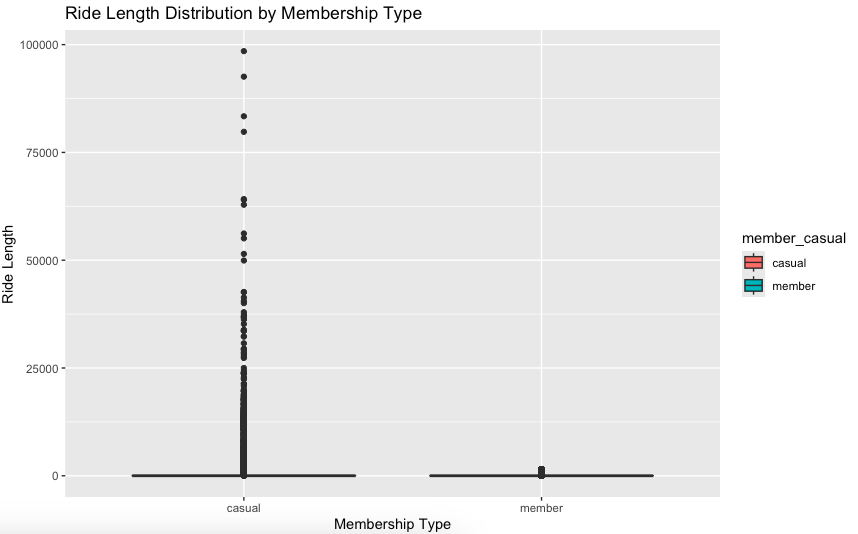 Ride Length Distribution by Membership Type
100000
75000
50000
25000
0
Ride Length
casual
member
Membership Type
member_casual
casual
member